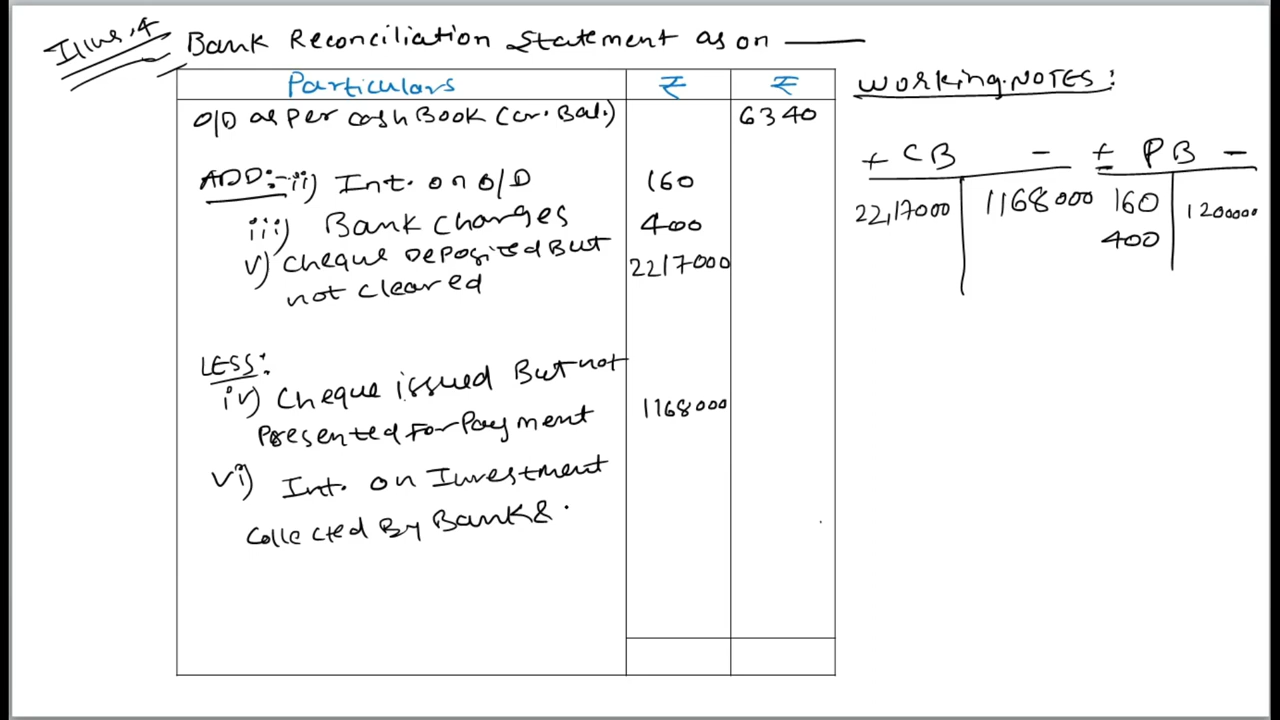 Illus.4 Bank Reconciliation Statement as on ———
Particulars ₹ ₹
O/D as per cash Book (cr. Bal.) 6340
ADD:- ii) Int. on O/D 160
iii) Bank charges 400
v) Cheque Deposited But 2217000
not cleared
LESS:
iv) Cheque issued But not
Presented For Payment 1168000
vi) Int. on Investment
Collected By Bank & .
Working NOTES:
+ CB - + PB -
22,17000 1168000 160 1200000
400